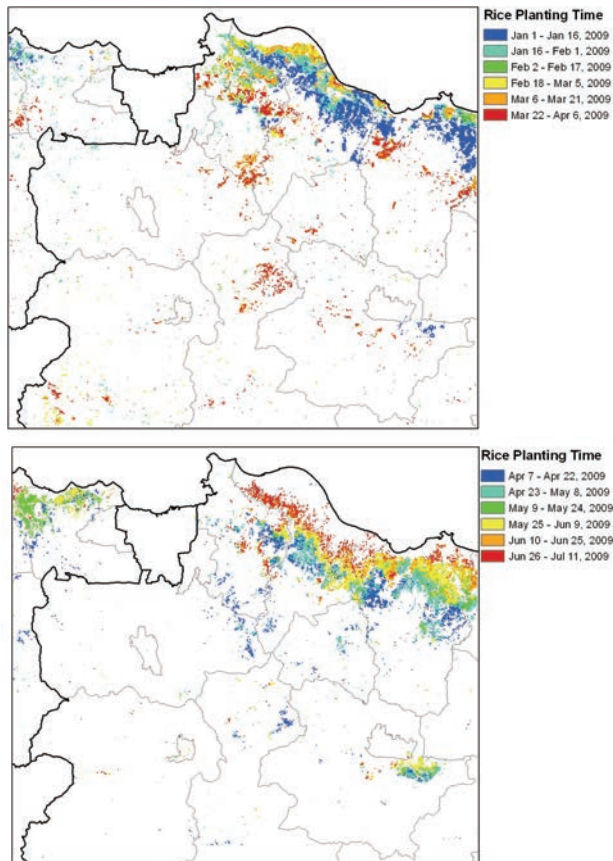 Rice Planting Time
Jan 1 - Jan 16, 2009
Jan 16 - Feb 1, 2009
Feb 2 - Feb 17, 2009
Feb 18 - Mar 5, 2009
Mar 6 - Mar 21, 2009
Mar 22 - Apr 6, 2009
Rice Planting Time
Apr 7 - Apr 22, 2009
Apr 23 - May 8, 2009
May 9 - May 24, 2009
May 25 - Jun 9, 2009
Jun 10 - Jun 25, 2009
Jun 26 - Jul 11, 2009